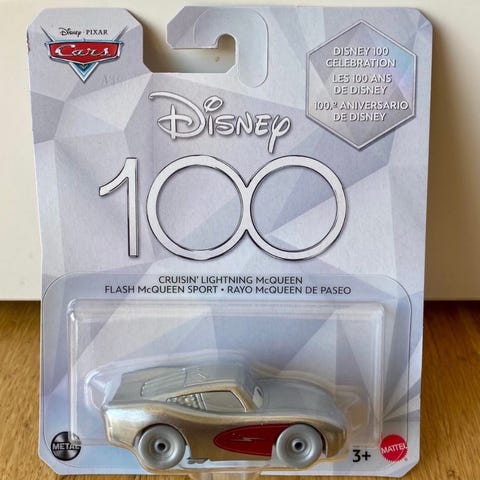 Disney · PIXAR
Cars
DISNEY 100
CELEBRATION
LES 100 ANS
DE DISNEY
100.º ANIVERSARIO
DE DISNEY
Disney
100
CRUISIN' LIGHTNING McQUEEN
FLASH McQUEEN SPORT • RAYO McQUEEN DE PASEO
METAL
3+
MATTEL